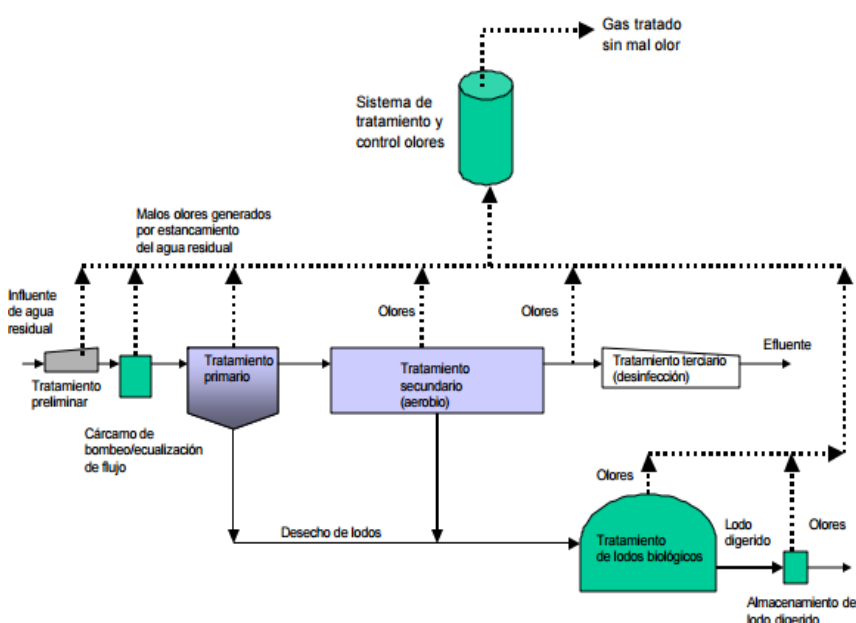 Gas tratado
sin mal olor
Sistema de
tratamiento y
control olores
Malos olores generados
por estancamiento
del agua residual
Influente
de agua
residual
Olores
Olores
Efluente
Tratamiento
primario
Tratamiento
secundario
(aerobio)
Tratamiento terciario
(desinfección)
Tratamiento
preliminar
Cárcamo de
bombeo/ecualización
de flujo
Olores
Desecho de lodos
Lodo
digerido
Olores
Tratamiento
de lodos biológicos
Almacenamiento de
lodo digerido